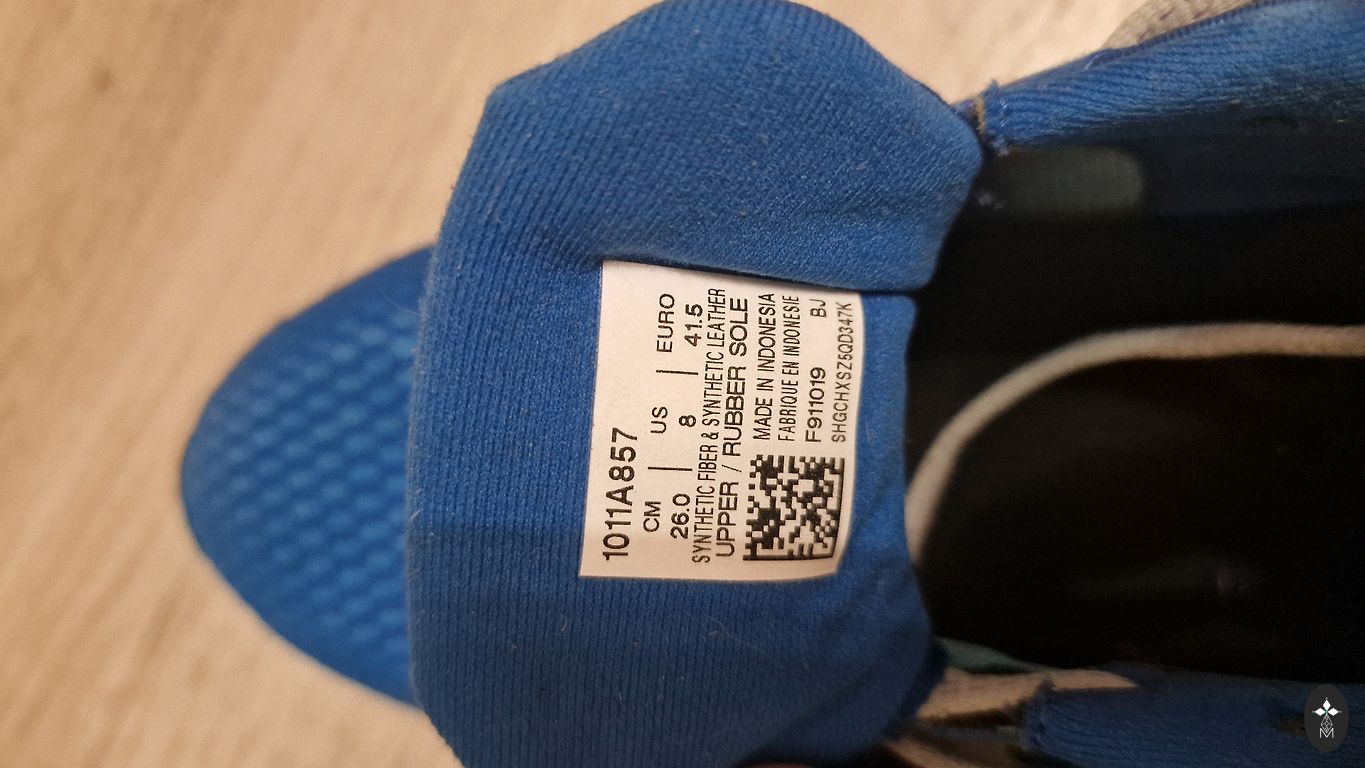 1011A857
CM | US | EURO
26.0 8 41.5
SYNTHETIC FIBER & SYNTHETIC LEATHER
UPPER / RUBBER SOLE
MADE IN INDONESIA
FABRIQUE EN INDONESIE
F911019 BJ
SHGCHXSZ5QD347K
M